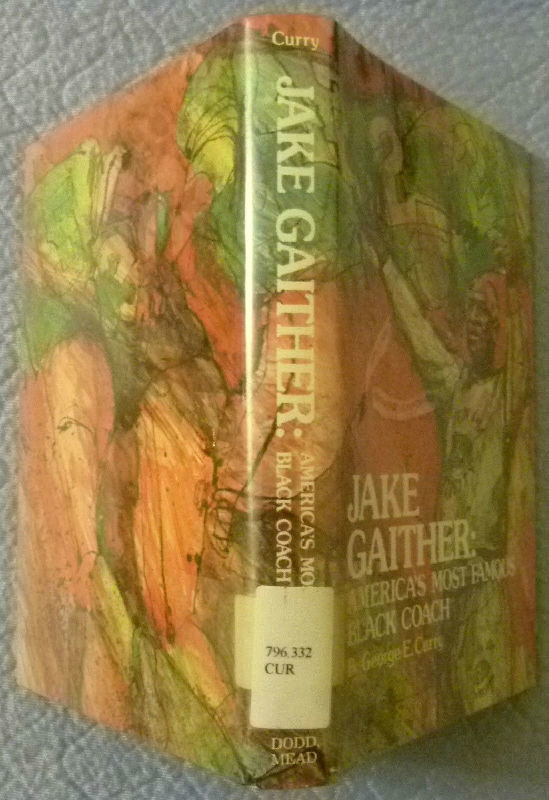 Curry
JAKE GAITHER:
AMERICA'S MO
BLACK COACH
796.332
CUR
DODD,
MEAD
JAKE
GAITHER:
AMERICA'S MOST FAMOUS
BLACK COACH
George E. Curry